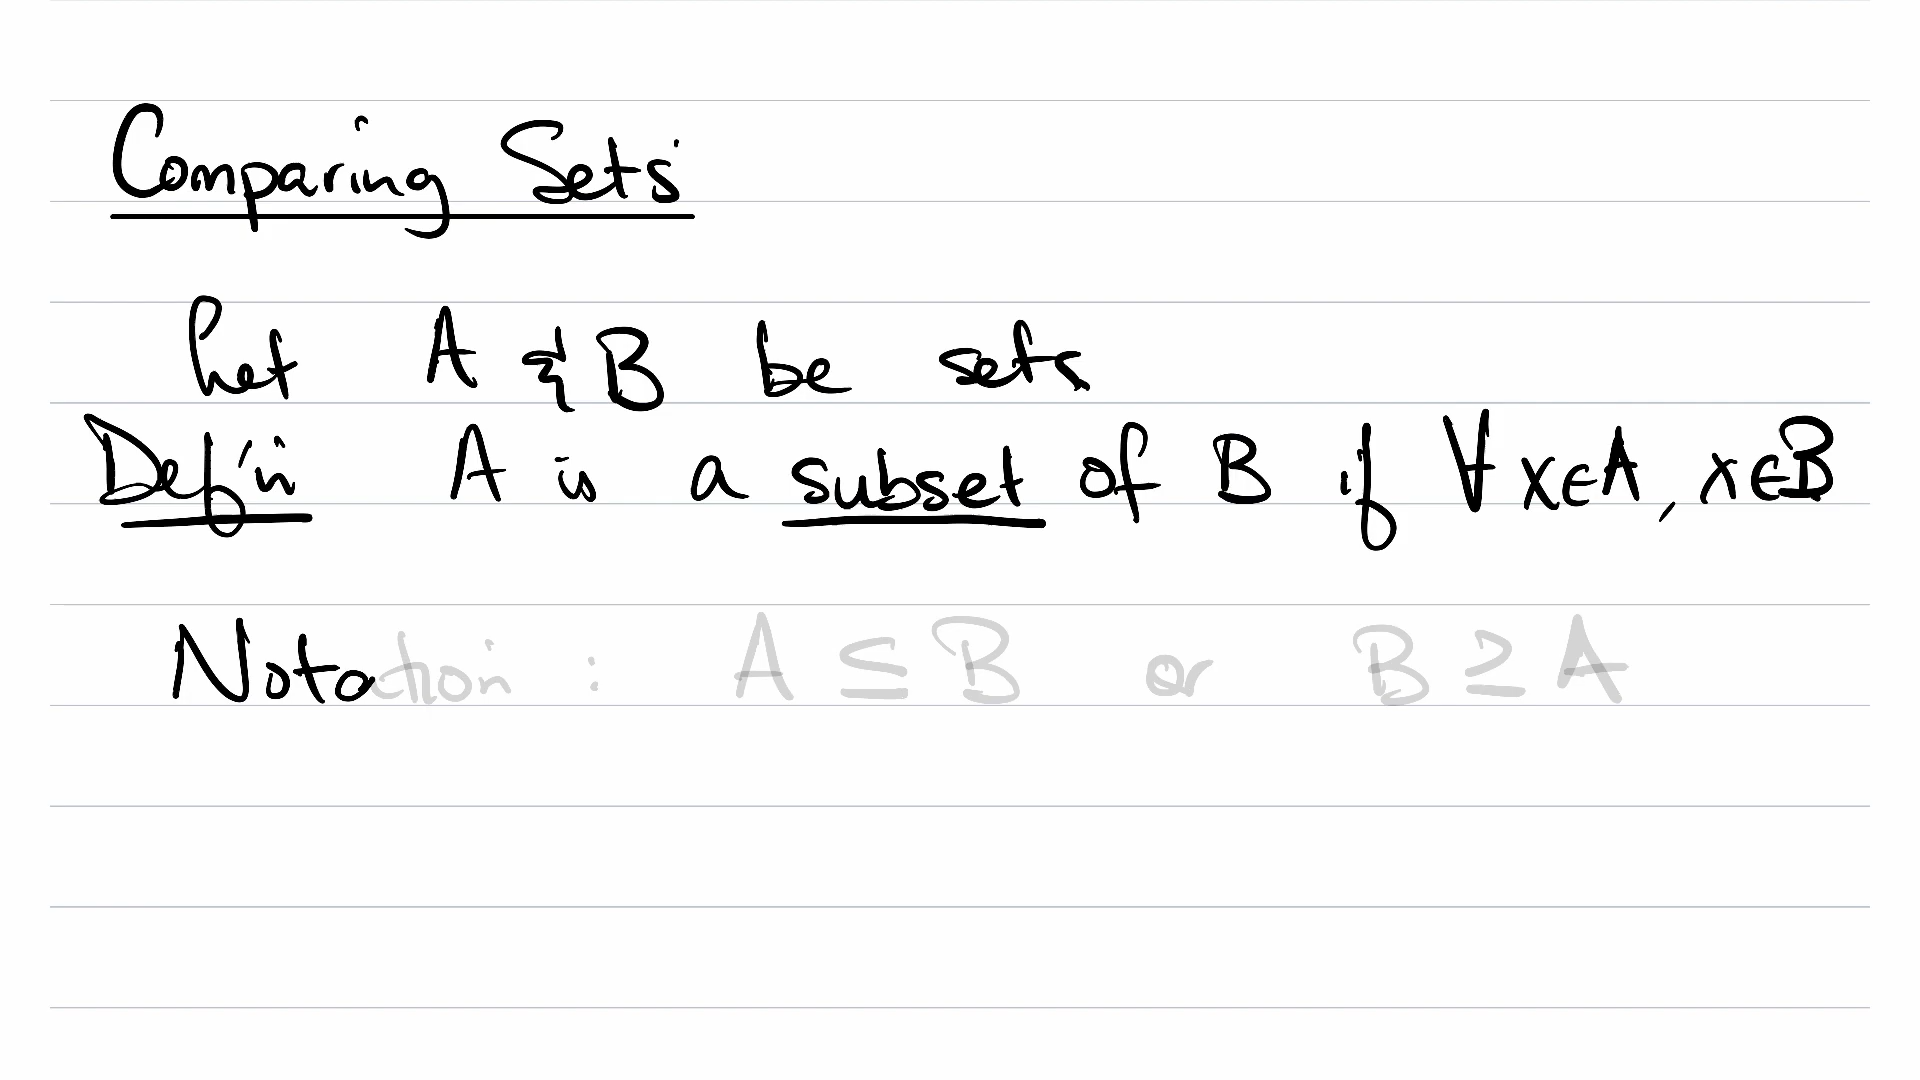 Comparing Sets
Let A & B be sets
Def'n A is a subset of B if ∀ x∈A, x∈B
Notation : A ⊆ B or B ⊇ A